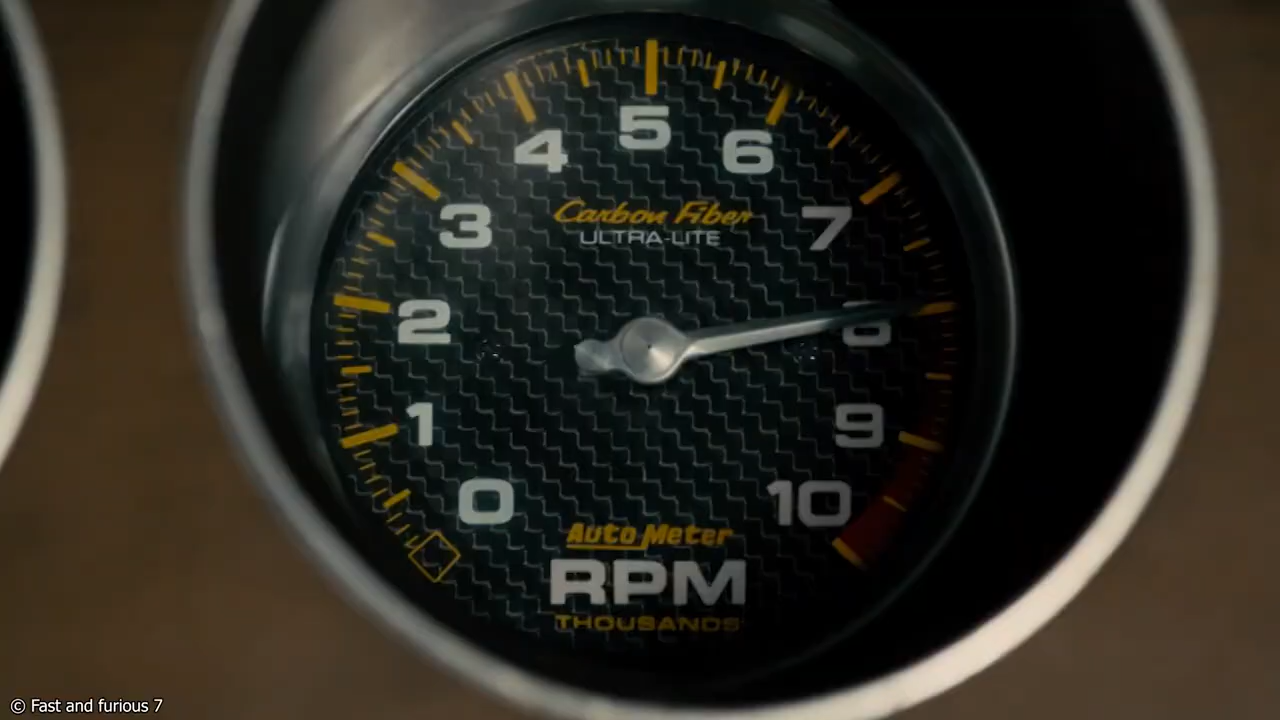 5
4
6
3
Carbon Fiber
7
ULTRA-LITE
2
8
1
9
0
10
Auto Meter
RPM
THOUSANDS
© Fast and furious 7